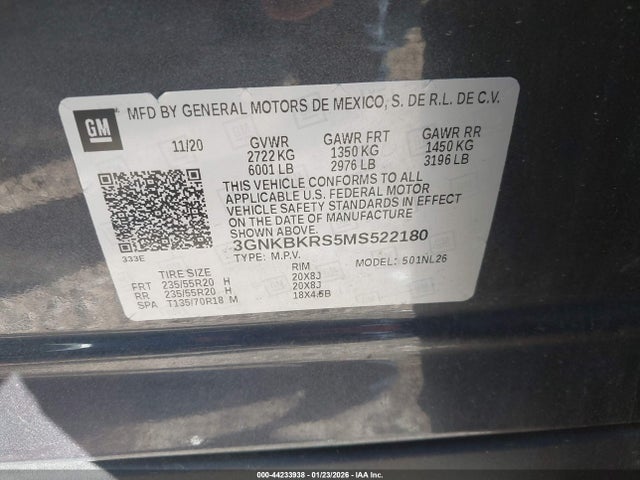 GM
MFD BY GENERAL MOTORS DE MEXICO, S. DE R.L. DE C.V.
11/20 GVWR GAWR FRT GAWR RR
2722 KG 1350 KG 1450 KG
6001 LB 2976 LB 3196 LB
THIS VEHICLE CONFORMS TO ALL
APPLICABLE U.S. FEDERAL MOTOR
VEHICLE SAFETY STANDARDS IN EFFECT
ON THE DATE OF MANUFACTURE
SHOWN ABOVE.
333E
3GNKBKRS5MS522180
TYPE: M.P.V. MODEL: 501NL26
TIRE SIZE RIM
FRT 235/55R20 H 20X8J
RR 235/55R20 H 20X8J
SPA T135/70R18 M 18X4.5B
000-44233938 - 01/23/2026 - IAA Inc.